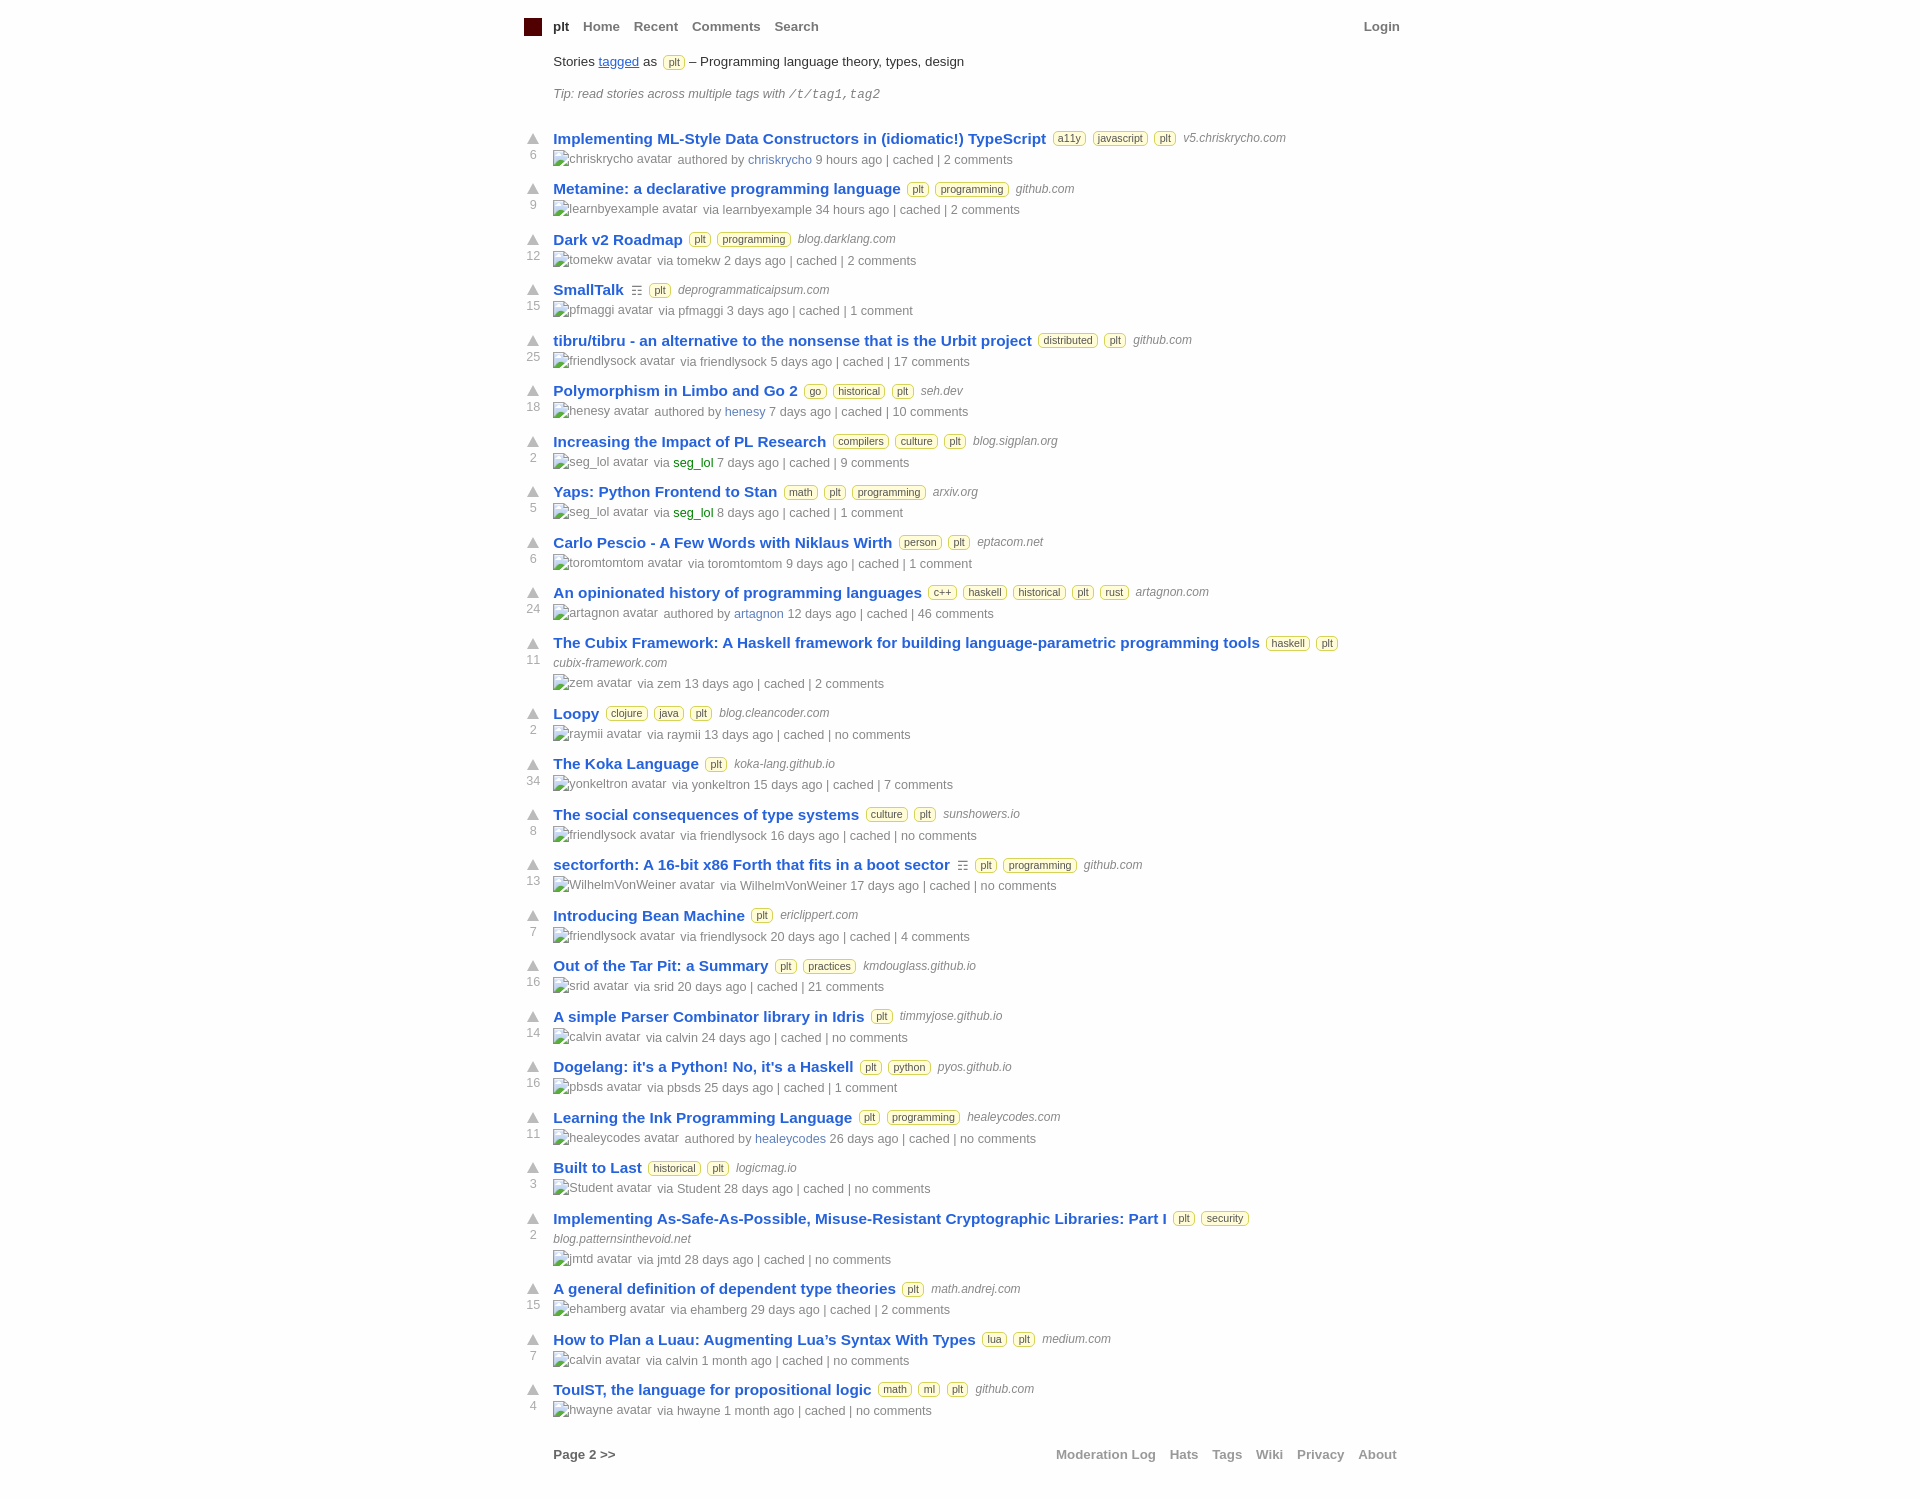 plt Home Recent Comments Search Login
Stories tagged as plt – Programming language theory, types, design
Tip: read stories across multiple tags with /t/tag1,tag2
Implementing ML-Style Data Constructors in (idiomatic!) TypeScript a11y javascript plt v5.chriskrycho.com
6 chriskrycho avatar authored by chriskrycho 9 hours ago | cached | 2 comments
Metamine: a declarative programming language plt programming github.com
9 learnbyexample avatar via learnbyexample 34 hours ago | cached | 2 comments
Dark v2 Roadmap plt programming blog.darklang.com
12 tomekw avatar via tomekw 2 days ago | cached | 2 comments
SmallTalk ☶ plt deprogrammaticaipsum.com
15 pfmaggi avatar via pfmaggi 3 days ago | cached | 1 comment
tibru/tibru - an alternative to the nonsense that is the Urbit project distributed plt github.com
25 friendlysock avatar via friendlysock 5 days ago | cached | 17 comments
Polymorphism in Limbo and Go 2 go historical plt seh.dev
18 henesy avatar authored by henesy 7 days ago | cached | 10 comments
Increasing the Impact of PL Research compilers culture plt blog.sigplan.org
2 seg_lol avatar via seg_lol 7 days ago | cached | 9 comments
Yaps: Python Frontend to Stan math plt programming arxiv.org
5 seg_lol avatar via seg_lol 8 days ago | cached | 1 comment
Carlo Pescio - A Few Words with Niklaus Wirth person plt eptacom.net
6 toromtomtom avatar via toromtomtom 9 days ago | cached | 1 comment
An opinionated history of programming languages c++ haskell historical plt rust artagnon.com
24 artagnon avatar authored by artagnon 12 days ago | cached | 46 comments
The Cubix Framework: A Haskell framework for building language-parametric programming tools haskell plt
11 cubix-framework.com
zem avatar via zem 13 days ago | cached | 2 comments
Loopy clojure java plt blog.cleancoder.com
2 raymii avatar via raymii 13 days ago | cached | no comments
The Koka Language plt koka-lang.github.io
34 yonkeltron avatar via yonkeltron 15 days ago | cached | 7 comments
The social consequences of type systems culture plt sunshowers.io
8 friendlysock avatar via friendlysock 16 days ago | cached | no comments
sectorforth: A 16-bit x86 Forth that fits in a boot sector ☶ plt programming github.com
13 WilhelmVonWeiner avatar via WilhelmVonWeiner 17 days ago | cached | no comments
Introducing Bean Machine plt ericlippert.com
7 friendlysock avatar via friendlysock 20 days ago | cached | 4 comments
Out of the Tar Pit: a Summary plt practices kmdouglass.github.io
16 srid avatar via srid 20 days ago | cached | 21 comments
A simple Parser Combinator library in Idris plt timmyjose.github.io
14 calvin avatar via calvin 24 days ago | cached | no comments
Dogelang: it's a Python! No, it's a Haskell plt python pyos.github.io
16 pbsds avatar via pbsds 25 days ago | cached | 1 comment
Learning the Ink Programming Language plt programming healeycodes.com
11 healeycodes avatar authored by healeycodes 26 days ago | cached | no comments
Built to Last historical plt logicmag.io
3 Student avatar via Student 28 days ago | cached | no comments
Implementing As-Safe-As-Possible, Misuse-Resistant Cryptographic Libraries: Part I plt security
2 blog.patternsinthevoid.net
jmtd avatar via jmtd 28 days ago | cached | no comments
A general definition of dependent type theories plt math.andrej.com
15 ehamberg avatar via ehamberg 29 days ago | cached | 2 comments
How to Plan a Luau: Augmenting Lua’s Syntax With Types lua plt medium.com
7 calvin avatar via calvin 1 month ago | cached | no comments
TouIST, the language for propositional logic math ml plt github.com
4 hwayne avatar via hwayne 1 month ago | cached | no comments
Page 2 >> Moderation Log Hats Tags Wiki Privacy About